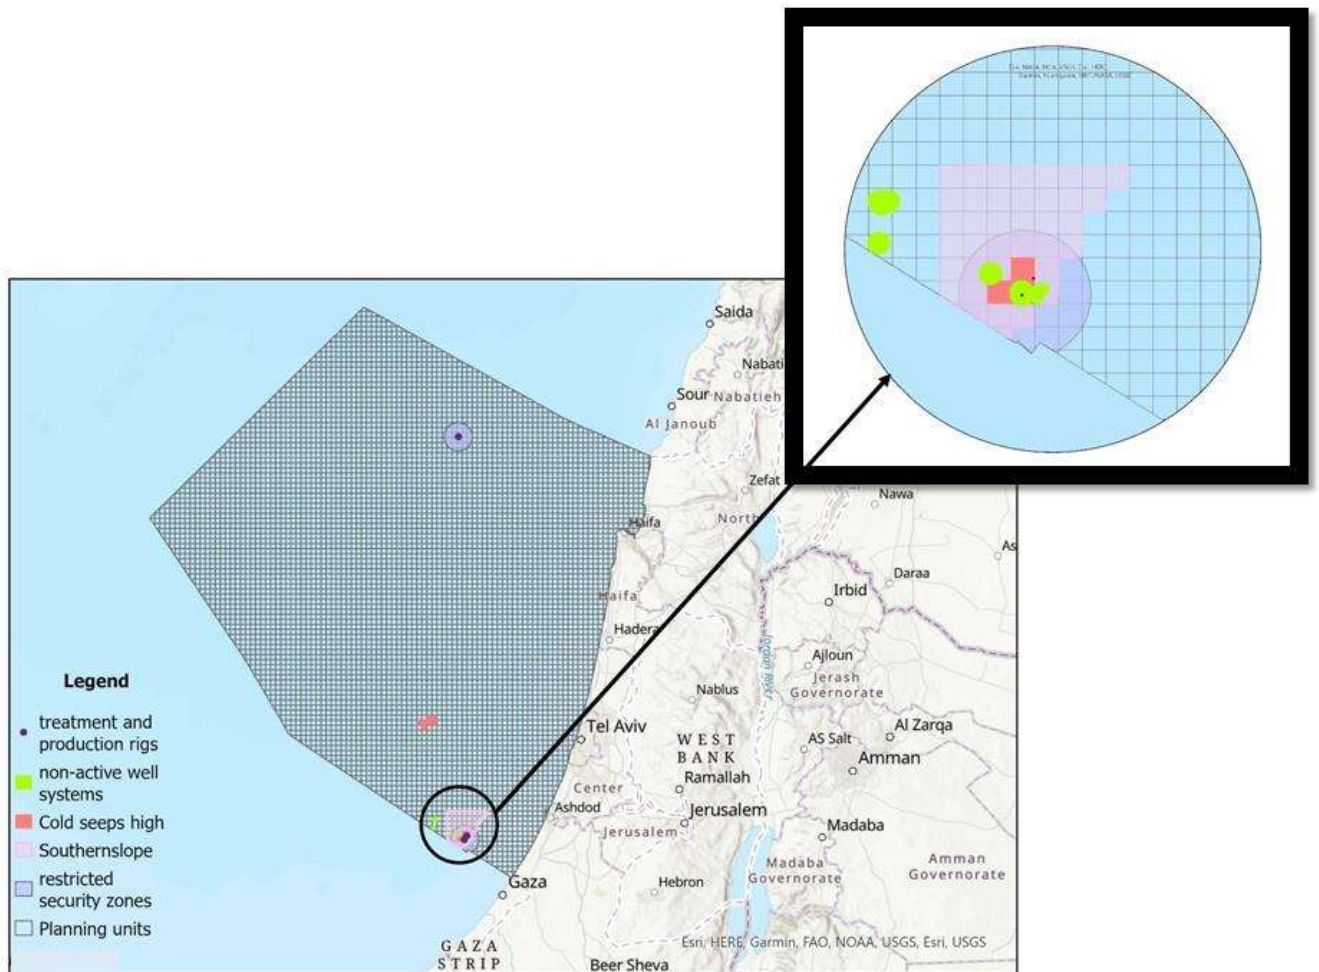 Saida
Nabati
Sour
Nabatieh
Al Janoub
Zefat
Nawa
North
Haifa
As
Daraa
Irbid
Haifa
Hadera
Jordan River
Ajloun
Jerash
Governorate
Nablus
Legend
treatment and
production rigs
non-active well
systems
Cold seeps high
Southernslope
restricted
security zones
Planning units
Tel Aviv
WEST
BANK
AS Salt
Al Zarqa
Amman
Ramallah
Center
Ashdod
Jerusalem
Jerusalem
Madaba
Madaba
Governorate
Amman
Governorate
Hebron
Gaza
GAZA
STRIP
Beer Sheva
Esri, HERE, Garmin, FAO, NOAA, USGS, Esri, USGS